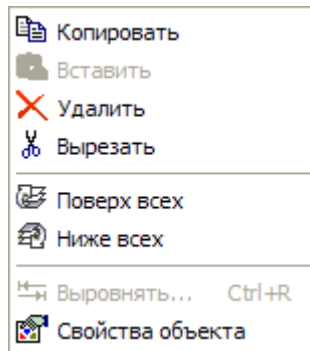 Копировать
Вставить
Удалить
Вырезать
Поверх всех
Ниже всех
Выровнять... Ctrl+R
Свойства объекта